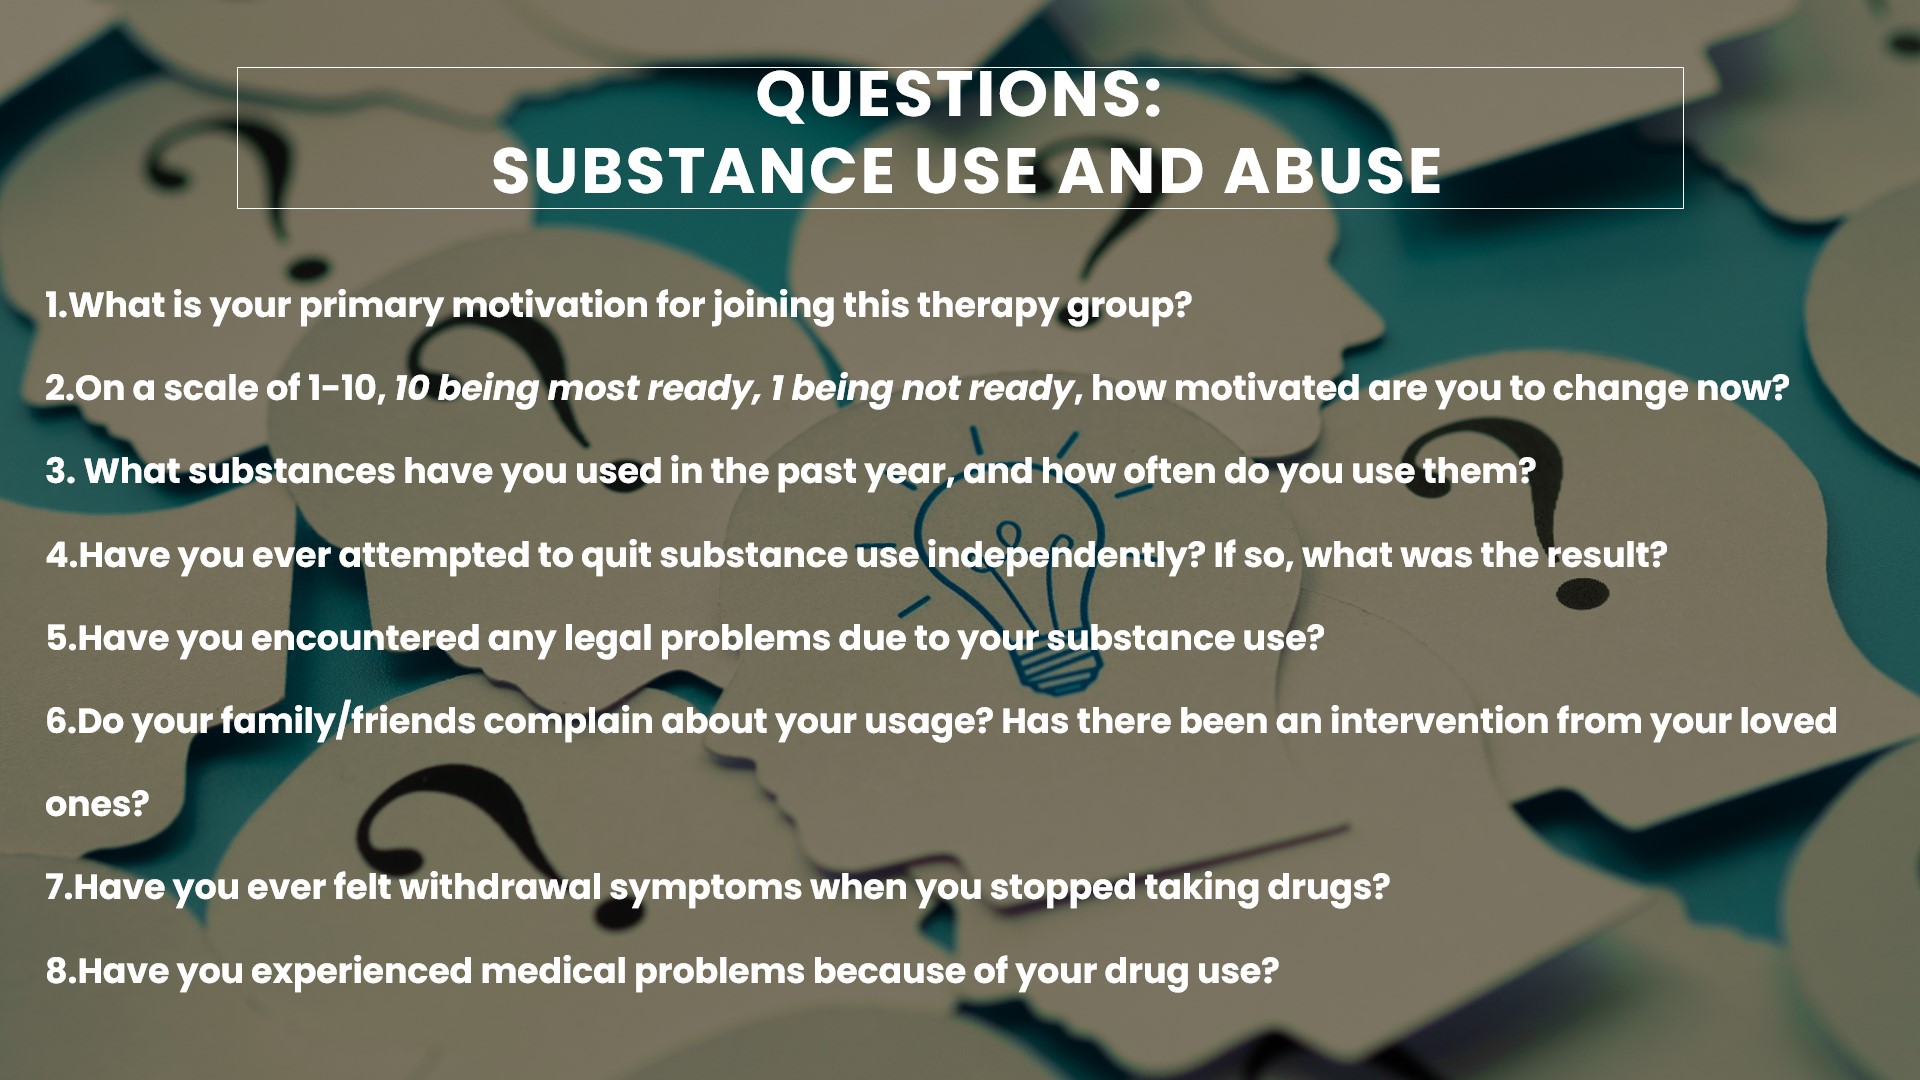 QUESTIONS:
SUBSTANCE USE AND ABUSE
1.What is your primary motivation for joining this therapy group?
2.On a scale of 1-10, 10 being most ready, 1 being not ready, how motivated are you to change now?
3. What substances have you used in the past year, and how often do you use them?
4.Have you ever attempted to quit substance use independently? If so, what was the result?
5.Have you encountered any legal problems due to your substance use?
6.Do your family/friends complain about your usage? Has there been an intervention from your loved
ones?
7.Have you ever felt withdrawal symptoms when you stopped taking drugs?
8.Have you experienced medical problems because of your drug use?